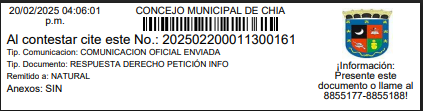 20/02/2025 04:06:01
p.m.
CONCEJO MUNICIPAL DE CHIA
Al contestar cite este No.: 202502200011300161
Tip. Comunicacion: COMUNICACION OFICIAL ENVIADA
Tip. Documento: RESPUESTA DERECHO PETICIÓN INFO
Remitido a: NATURAL
Anexos: SIN
¡Información:
Presente este
documento o llame al
8855177-8855188!